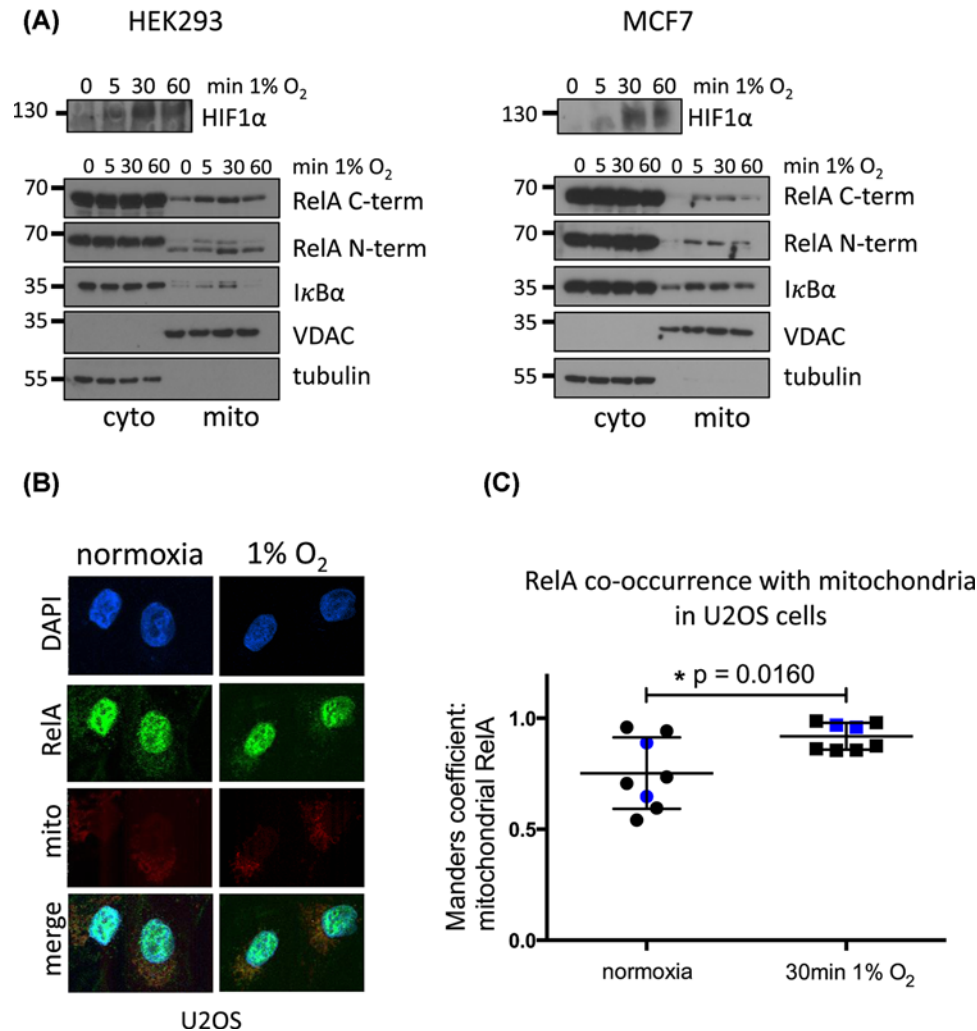 (A) HEK293 MCF7
0 5 30 60 min 1% O₂
130 HIF1α
0 5 30 60 0 5 30 60 min 1% O₂
70 RelA C-term
70 RelA N-term
35 IκBα
35 VDAC
55 tubulin
cyto mito
0 5 30 60 min 1% O₂
130 HIF1α
0 5 30 60 0 5 30 60 min 1% O₂
70 RelA C-term
70 RelA N-term
35 IκBα
35 VDAC
55 tubulin
cyto mito
(B)
normoxia 1% O₂
DAPI
RelA
mito
merge
U2OS
(C)
RelA co-occurrence with mitochondria
in U2OS cells
* p = 0.0160
Manders coefficient:
mitochondrial RelA
1.0
0.5
0.0
normoxia 30min 1% O₂